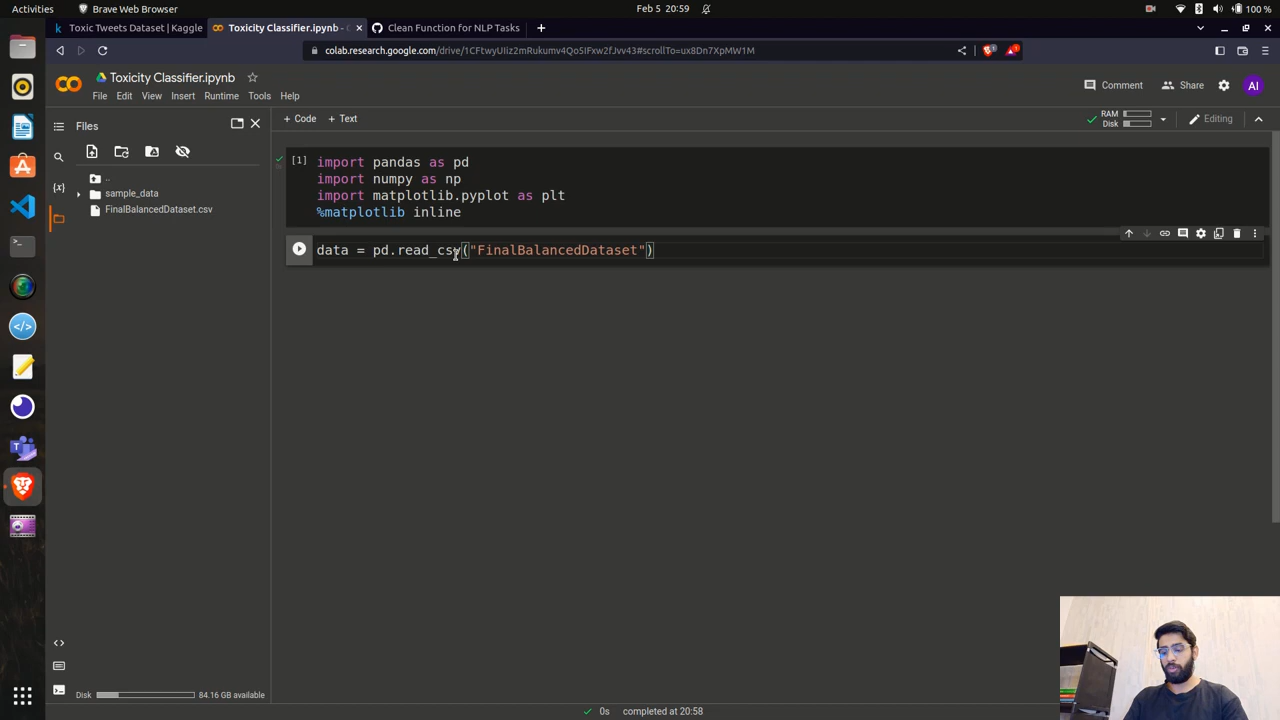 Activities
Brave Web Browser
Feb 5 20:59
100 %
Toxic Tweets Dataset | Kaggle
Toxicity Classifier.ipynb -
Clean Function for NLP Tasks
colab.research.google.com/drive/1CFtwyUIiz2mRukumv4Qo5IFxw2fJvv43#scrollTo=ux8Dn7XpMW1M
Toxicity Classifier.ipynb
Comment
Share
AI
File Edit View Insert Runtime Tools Help
Files
+ Code + Text
RAM
Disk
Editing
..
sample_data
FinalBalancedDataset.csv
[1]
import pandas as pd
import numpy as np
import matplotlib.pyplot as plt
%matplotlib inline
data = pd.read_csv("FinalBalancedDataset")
Disk
84.16 GB available
0s completed at 20:58